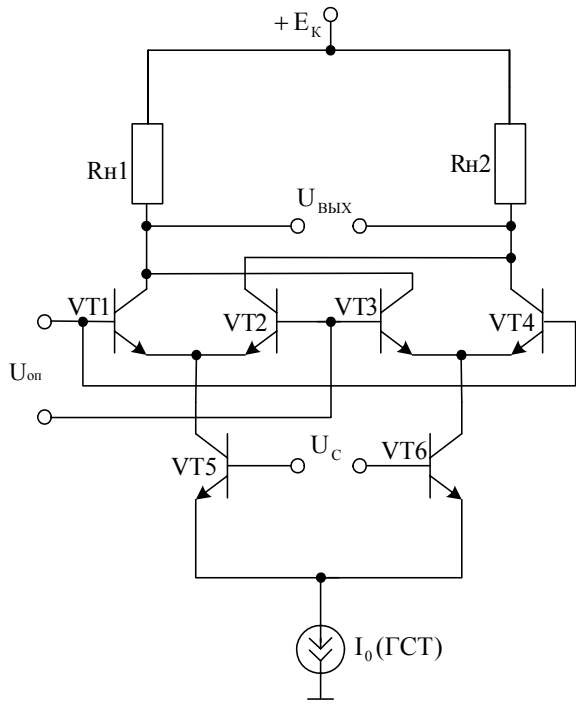 + Eк
Rн1
Rн2
Uвых
VT1
VT2
VT3
VT4
Uоп
VT5
Uс
VT6
I₀(ГСТ)